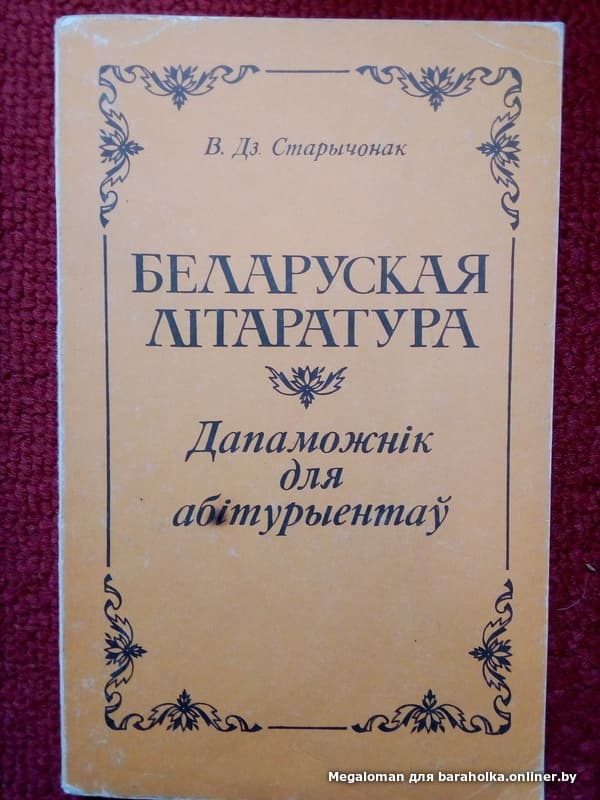 В. Дз. Старычонак
БЕЛАРУСКАЯ
ЛІТАРАТУРА
Дапаможнік
для
абітурыентаў
Megaloman для baraholka.onliner.by